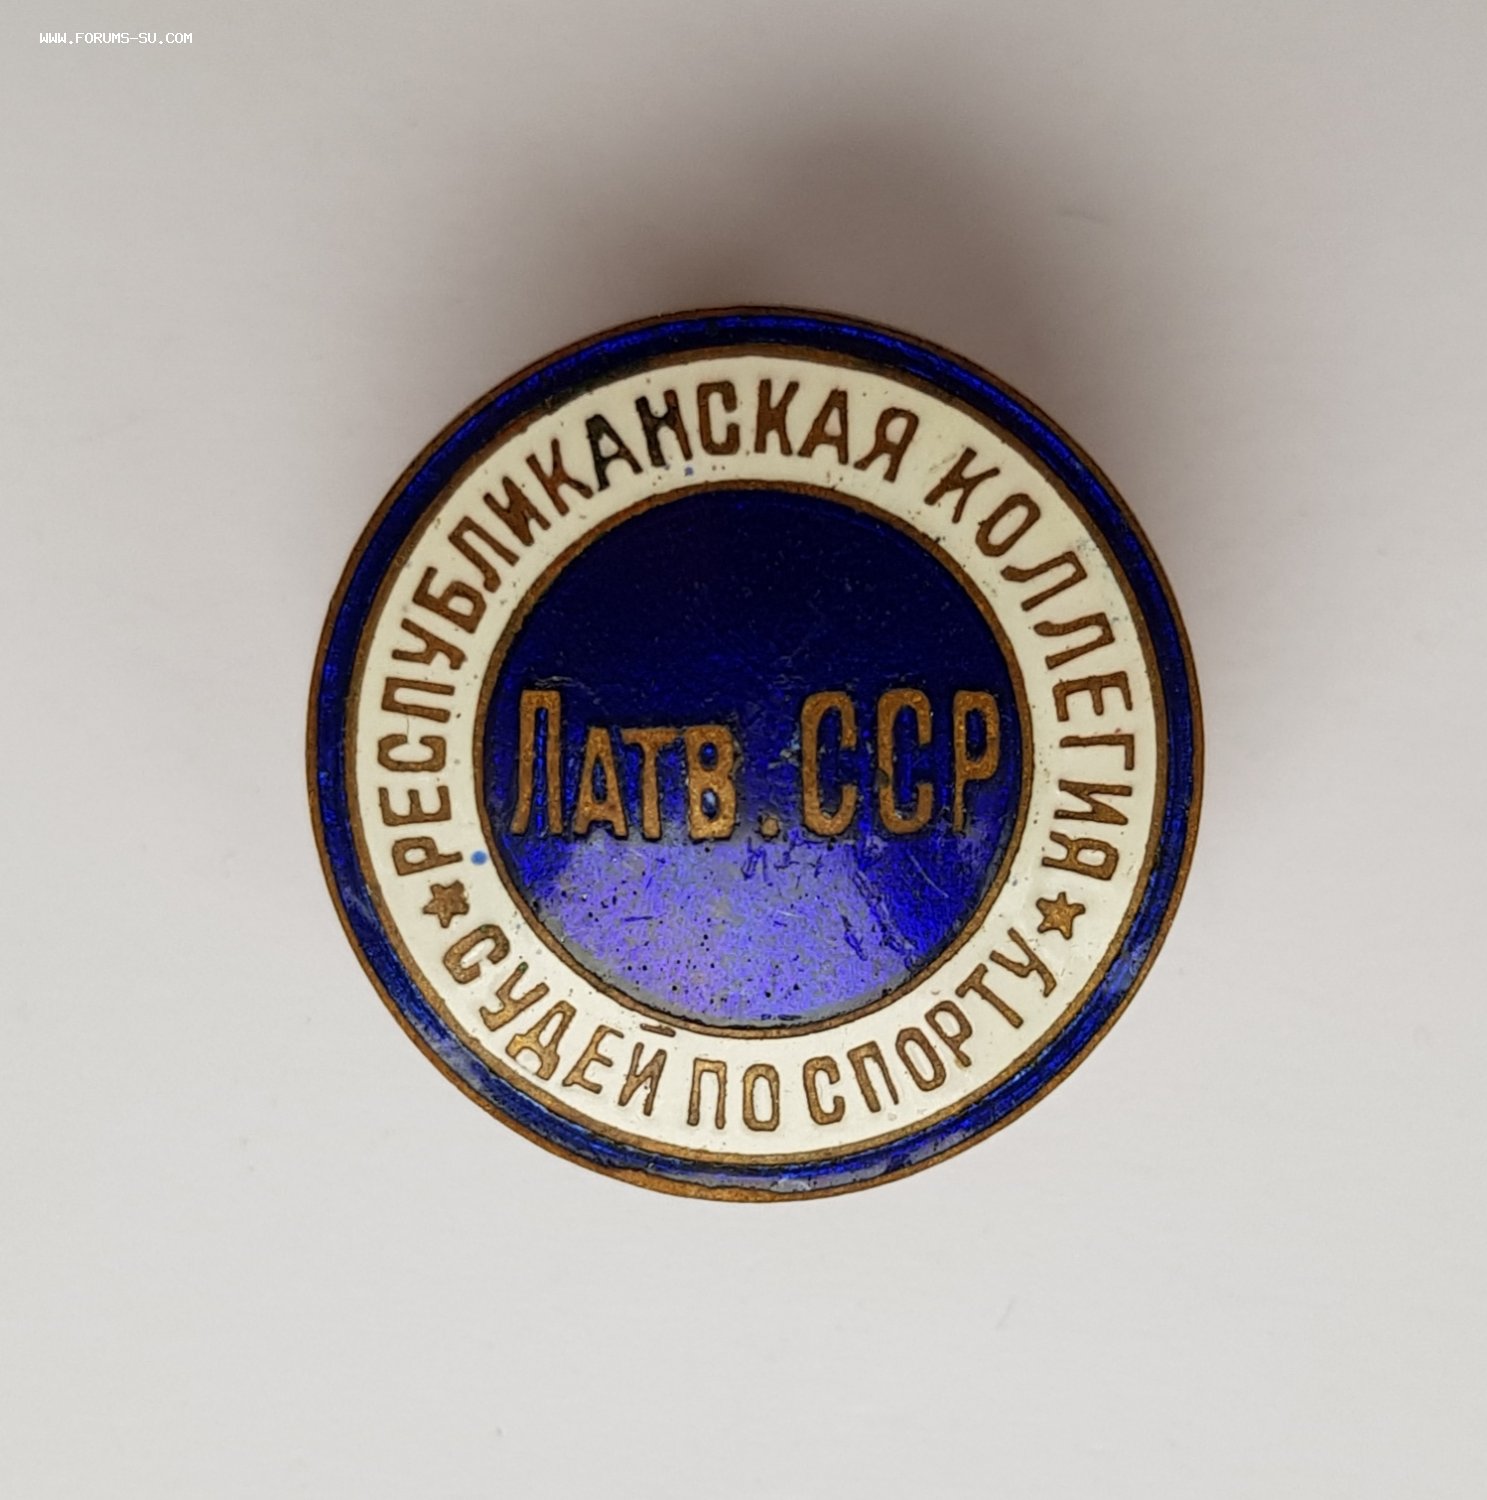 WWW.FORUMS-SU.COM
РЕСПУБЛИКАНСКАЯ КОЛЛЕГИЯ
ЛАТВ. ССР
СУДЕЙ ПО СПОРТУ